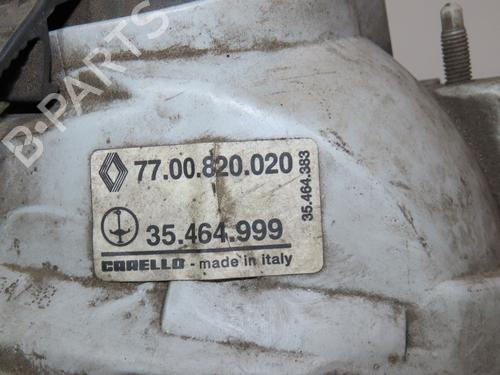 B-PARTS
77.00.820.020
35.464.383
35.464.999
CARELLO - made in italy